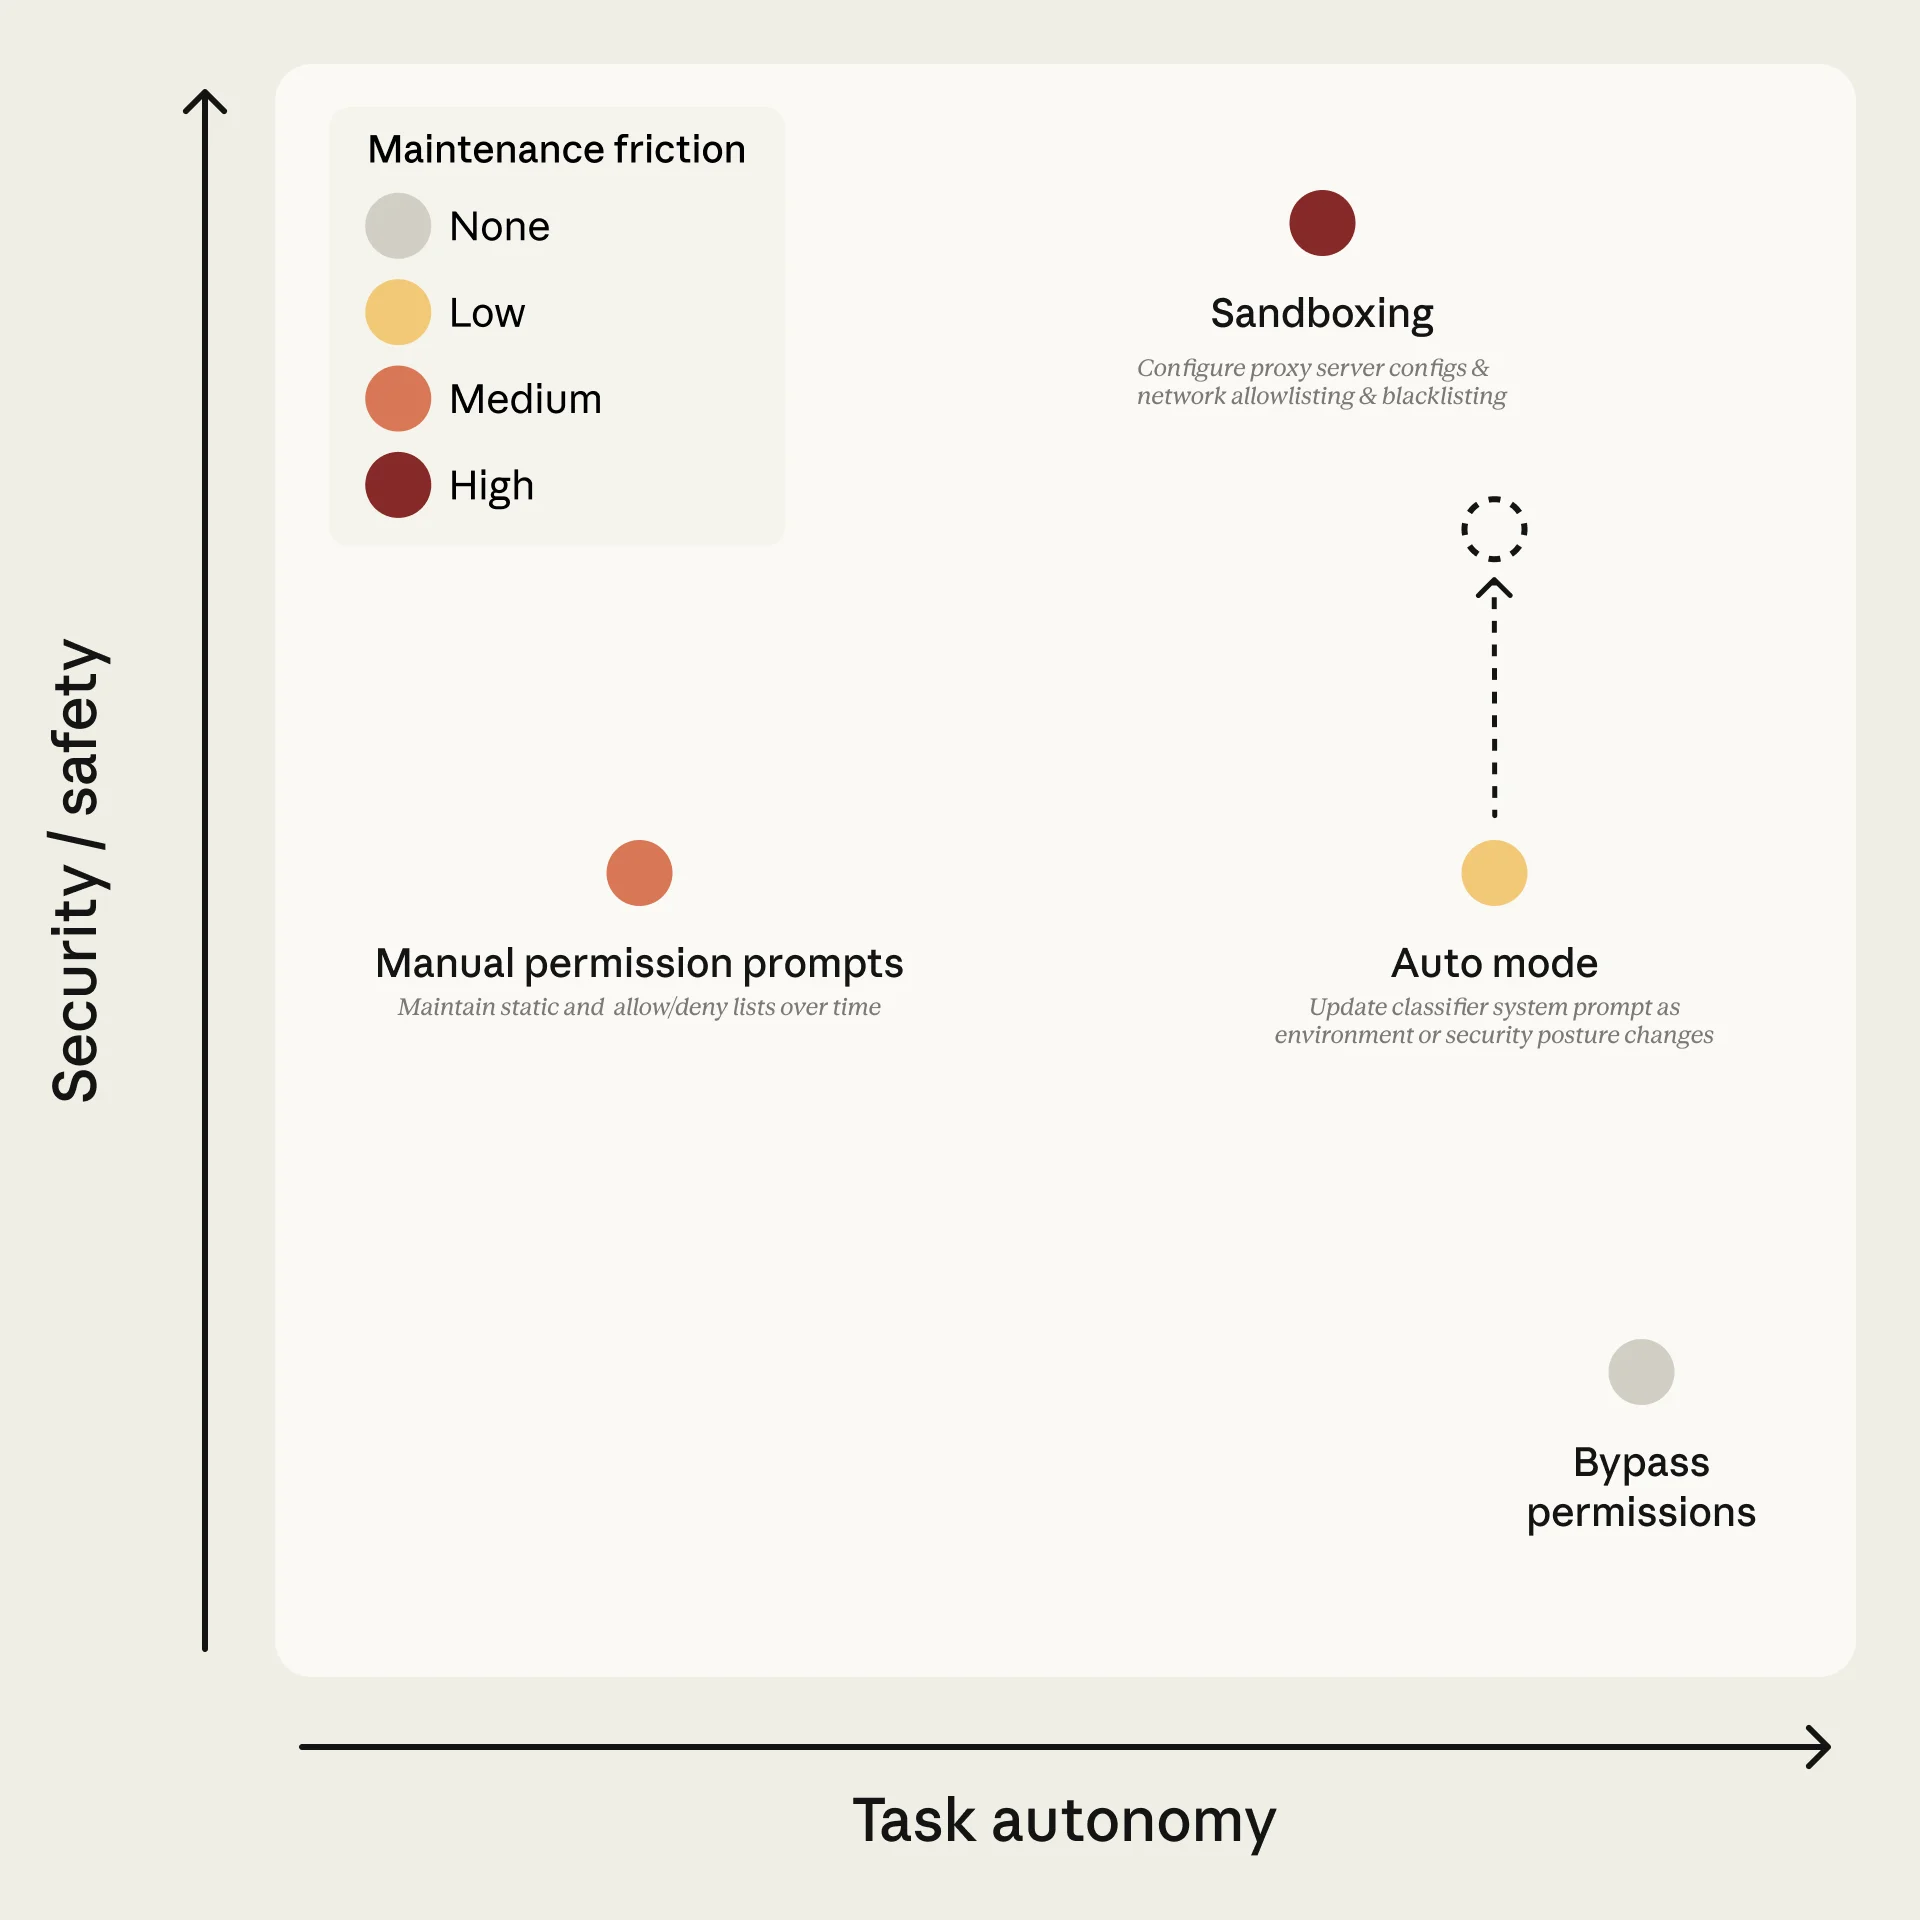 Maintenance friction
None
Low
Medium
High
Sandboxing
Configure proxy server configs &
network allowlisting & blacklisting
Security / safety
Manual permission prompts
Maintain static and allow/deny lists over time
Auto mode
Update classifier system prompt as
environment or security posture changes
Bypass
permissions
Task autonomy